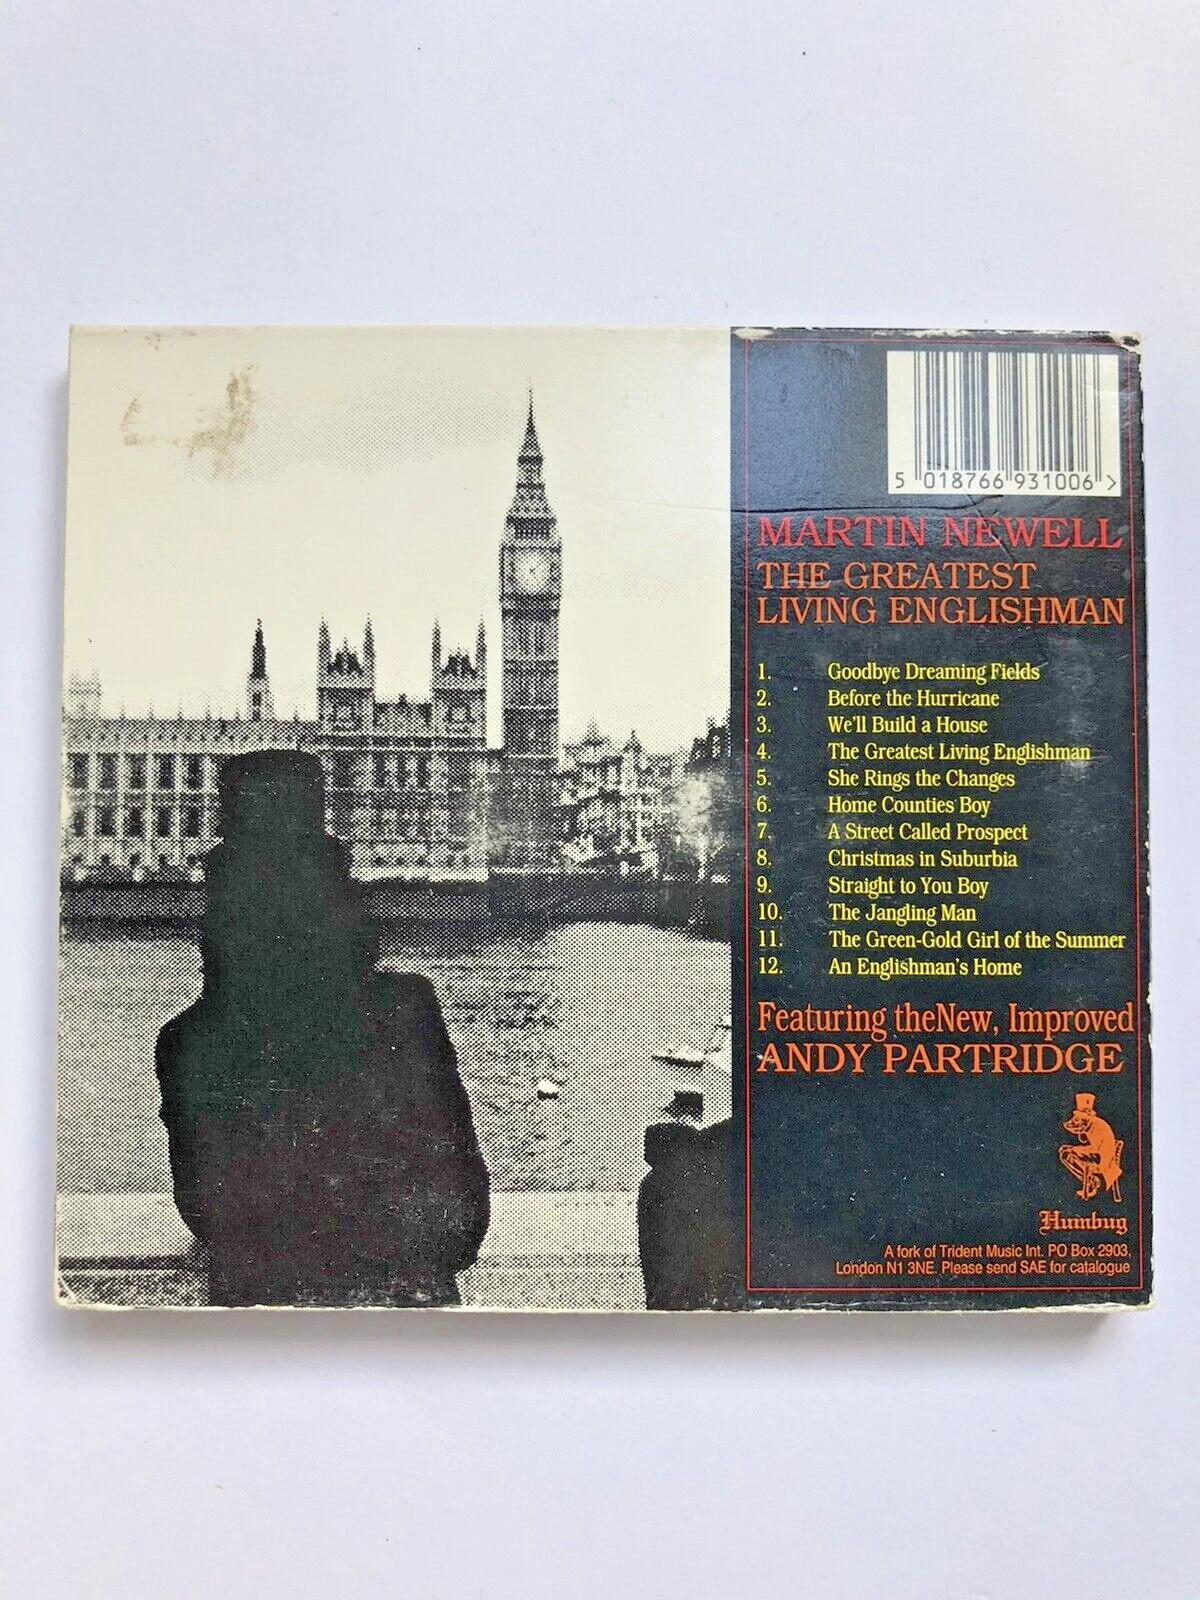 5 018766 931006 >
MARTIN NEWELL
THE GREATEST
LIVING ENGLISHMAN
1. Goodbye Dreaming Fields
2. Before the Hurricane
3. We'll Build a House
4. The Greatest Living Englishman
5. She Rings the Changes
6. Home Counties Boy
7. A Street Called Prospect
8. Christmas in Suburbia
9. Straight to You Boy
10. The Jangling Man
11. The Green-Gold Girl of the Summer
12. An Englishman's Home
Featuring theNew, Improved
ANDY PARTRIDGE
Humbug
A fork of Trident Music Int. PO Box 2903,
London N1 3NE. Please send SAE for catalogue